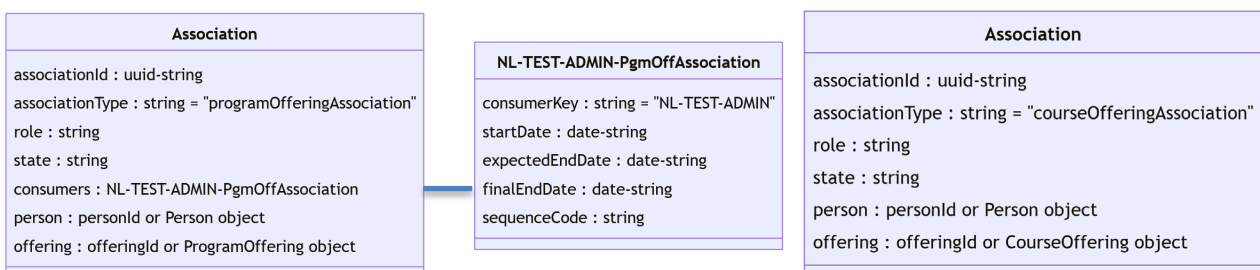 Association
associationId : uuid-string
associationType : string = "programOfferingAssociation"
role : string
state : string
consumers : NL-TEST-ADMIN-PgmOffAssociation
person : personId or Person object
offering : offeringId or ProgramOffering object
NL-TEST-ADMIN-PgmOffAssociation
consumerKey : string = "NL-TEST-ADMIN"
startDate : date-string
expectedEndDate : date-string
finalEndDate : date-string
sequenceCode : string
Association
associationId : uuid-string
associationType : string = "courseOfferingAssociation"
role : string
state : string
person : personId or Person object
offering : offeringId or CourseOffering object